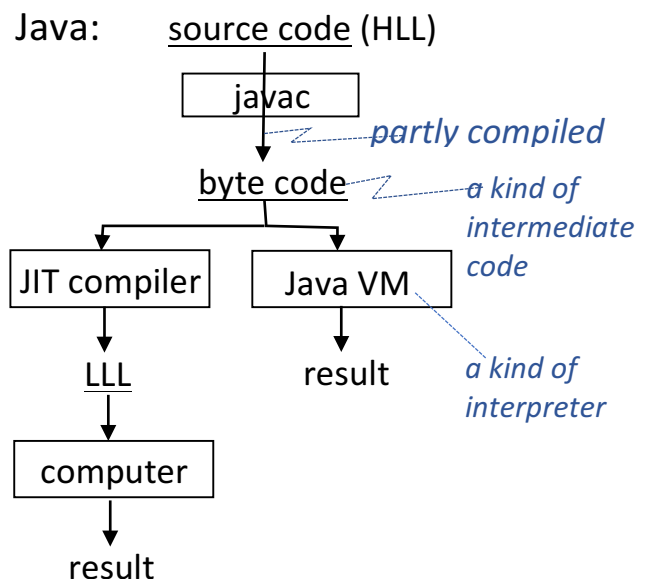 Java: source code (HLL)
javac
partly compiled
byte code
a kind of
intermediate
code
JIT compiler
Java VM
LLL
result
a kind of
interpreter
computer
result